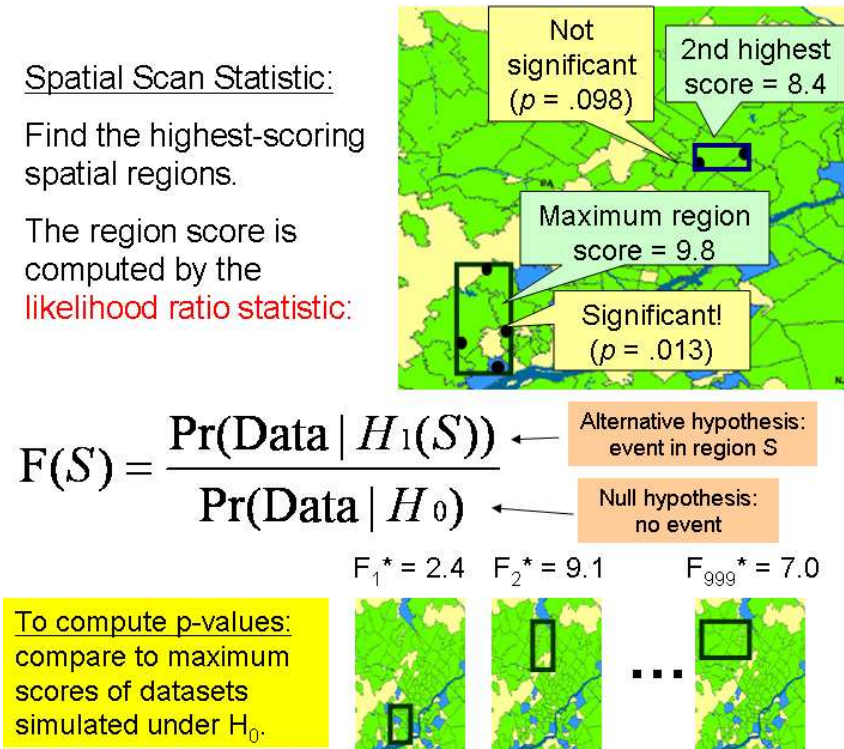 Spatial Scan Statistic:
Find the highest-scoring
spatial regions.
The region score is
computed by the
likelihood ratio statistic:
Not
significant
(p = .098)
2nd highest
score = 8.4
PA
Maximum region
score = 9.8
Significant!
(p = .013)
F(S) = Pr(Data | H1(S))
Pr(Data | H0)
Alternative hypothesis:
event in region S
Null hypothesis:
no event
F1* = 2.4 F2* = 9.1 F999* = 7.0
To compute p-values:
compare to maximum
scores of datasets
simulated under H0.
...